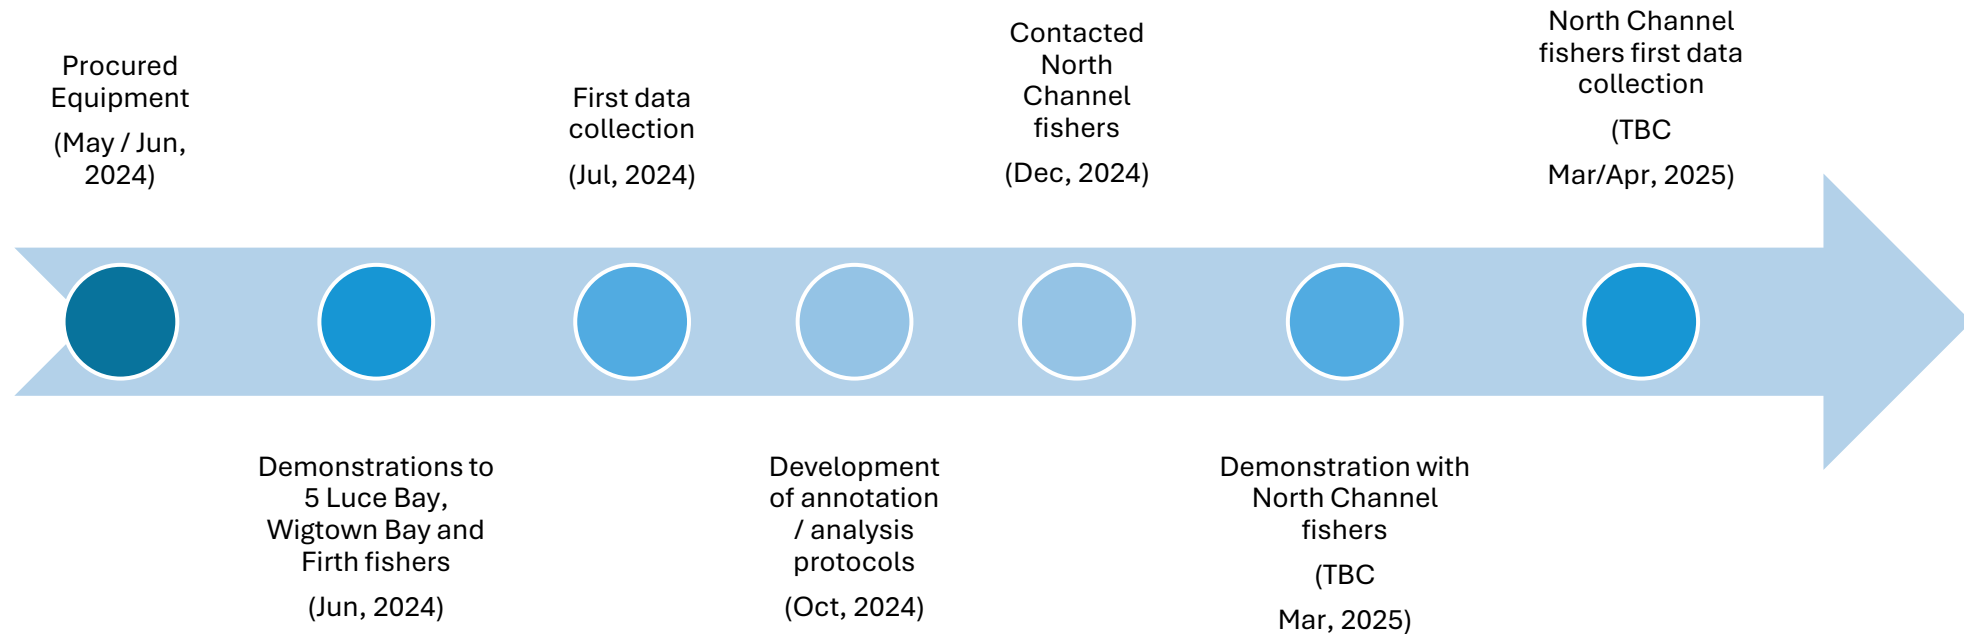 Procured
Equipment
(May / Jun,
2024)
Demonstrations to
5 Luce Bay,
Wigtown Bay and
Firth fishers
(Jun, 2024)
First data
collection
(Jul, 2024)
Development
of annotation
/ analysis
protocols
(Oct, 2024)
Contacted
North
Channel
fishers
(Dec, 2024)
Demonstration with
North Channel
fishers
(TBC
Mar, 2025)
North Channel
fishers first data
collection
(TBC
Mar/Apr, 2025)